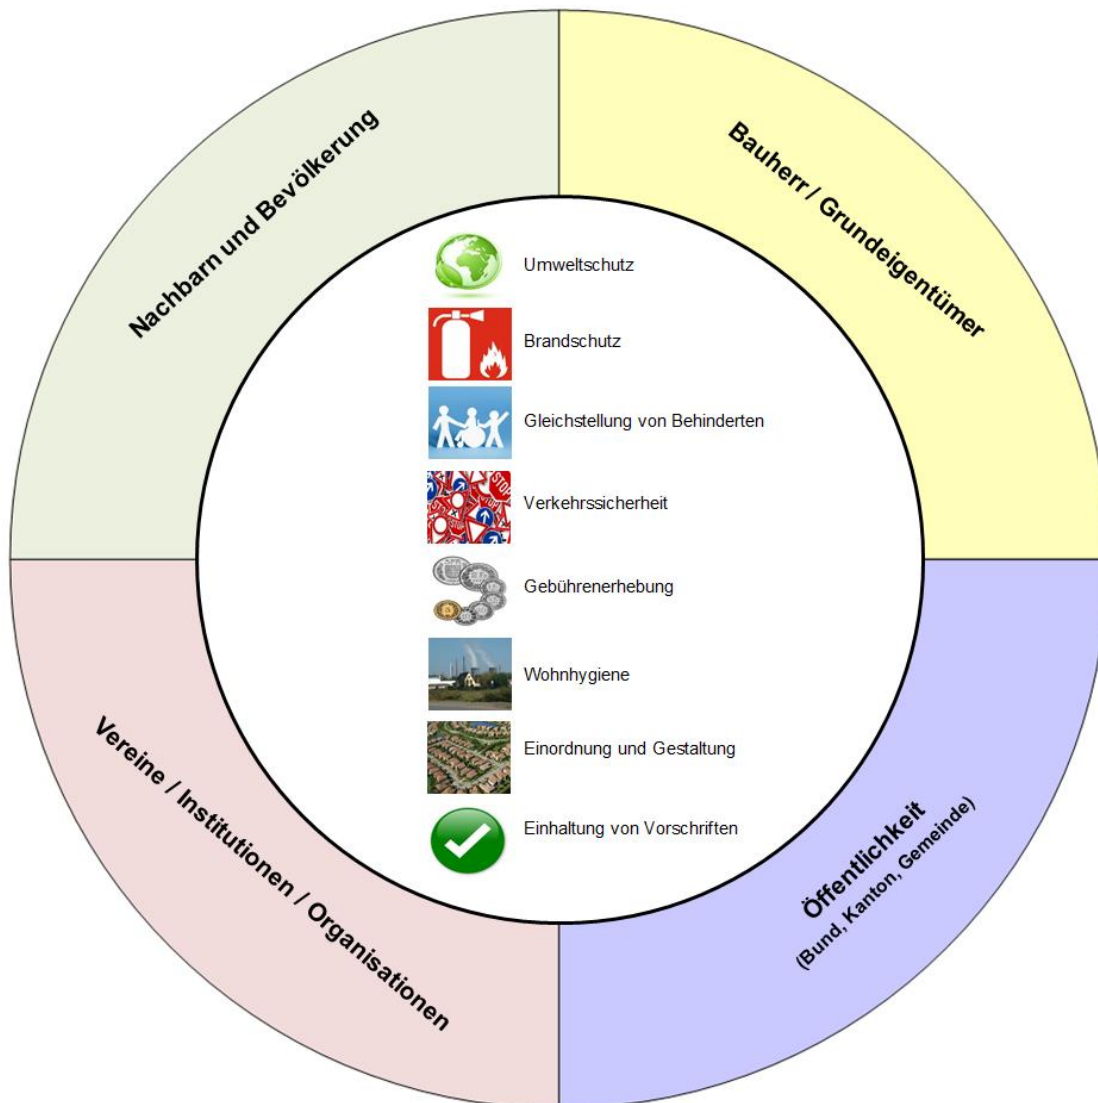 Nachbarn und Bevölkerung
Bauherr / Grundeigentümer
Umweltschutz
Brandschutz
Gleichstellung von Behinderten
STOP
Verkehrssicherheit
Gebührenerhebung
Wohnhygiene
Einordnung und Gestaltung
Einhaltung von Vorschriften
Vereine / Institutionen / Organisationen
Öffentlichkeit
(Bund, Kanton, Gemeinde)